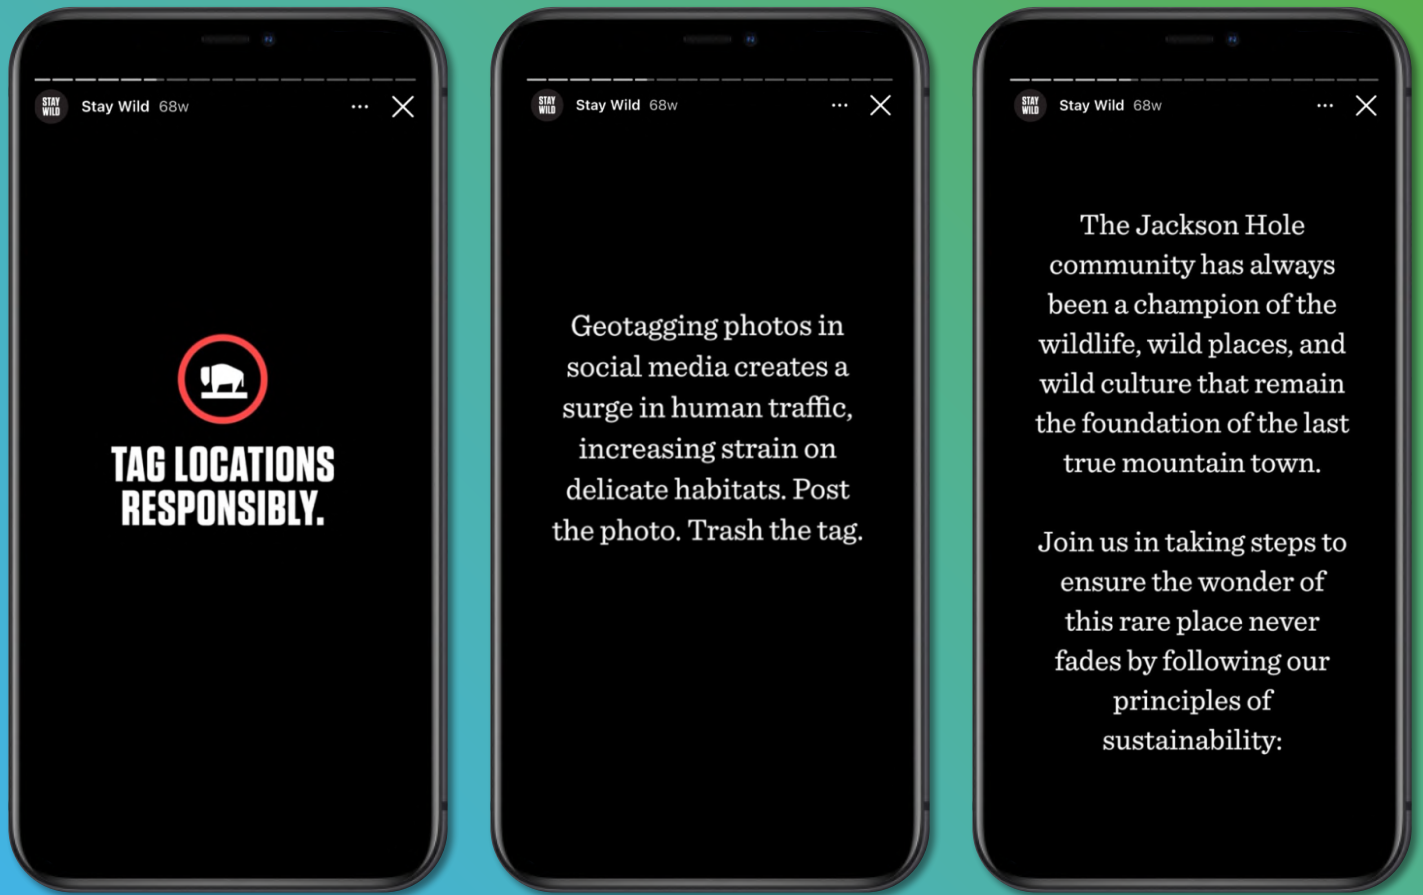 STAY
WILD
Stay Wild 68w
TAG LOCATIONS
RESPONSIBLY.
STAY
WILD
Stay Wild 68w
Geotagging photos in
social media creates a
surge in human traffic,
increasing strain on
delicate habitats. Post
the photo. Trash the tag.
STAY
WILD
Stay Wild 68w
The Jackson Hole
community has always
been a champion of the
wildlife, wild places, and
wild culture that remain
the foundation of the last
true mountain town.
Join us in taking steps to
ensure the wonder of
this rare place never
fades by following our
principles of
sustainability: